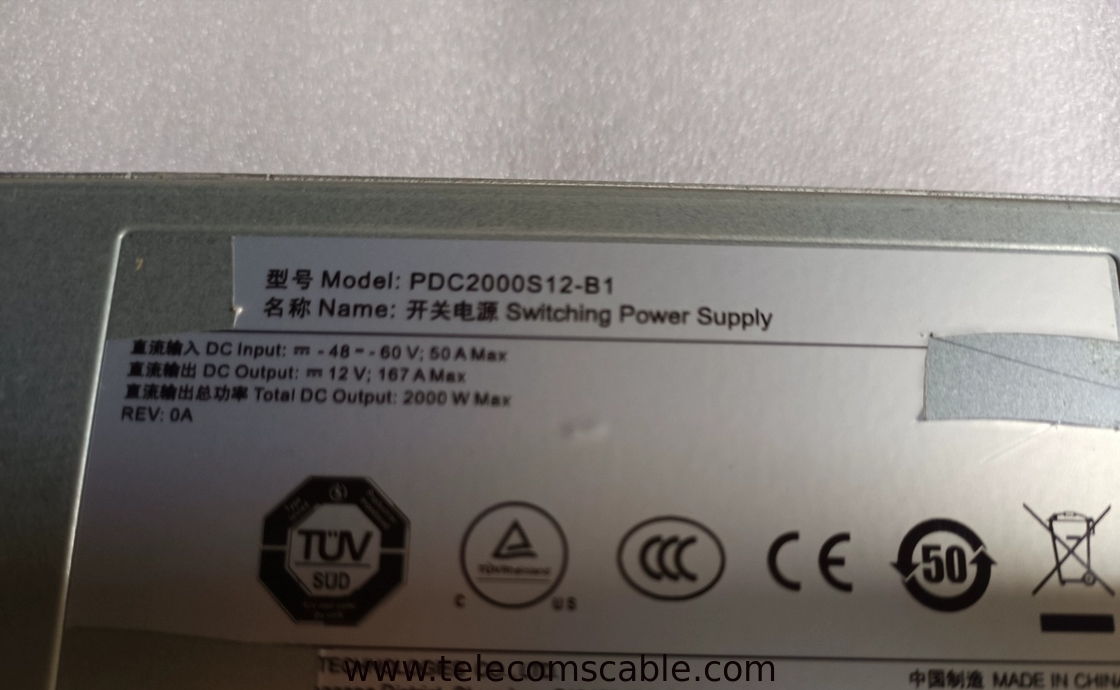 型号 Model: PDC2000S12-B1
名称 Name: 开关电源 Switching Power Supply
直流输入 DC Input: ⎓ - 48 - - 60 V; 50 A Max
直流输出 DC Output: ⎓ 12 V; 167 A Max
直流输出总功率 Total DC Output: 2000 W Max
REV: 0A
TÜV
SÜD
TÜVRheinland
C US
CCC
CE
50
www.telecomscable.com
中国制造 MADE IN CHINA